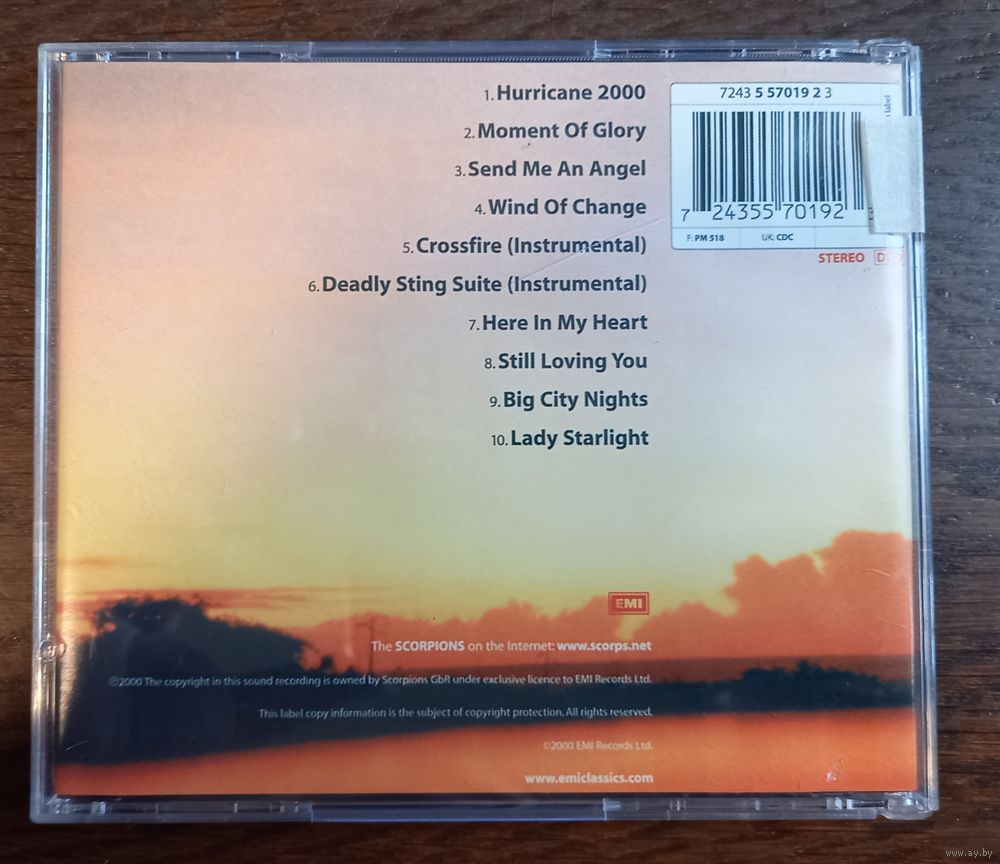 1. Hurricane 2000
2. Moment Of Glory
3. Send Me An Angel
4. Wind Of Change
5. Crossfire (Instrumental)
6. Deadly Sting Suite (Instrumental)
7. Here In My Heart
8. Still Loving You
9. Big City Nights
10. Lady Starlight
7243 5 57019 2 3
label
7 24355 70192
F: PM 518 UK: CDC
STEREO
EMI
The SCORPIONS on the Internet: www.scorps.net
℗2000 The copyright in this sound recording is owned by Scorpions GbR under exclusive licence to EMI Records Ltd.
This label copy information is the subject of copyright protection. All rights reserved.
©2000 EMI Records Ltd.
www.emiclassics.com
www.ay.by